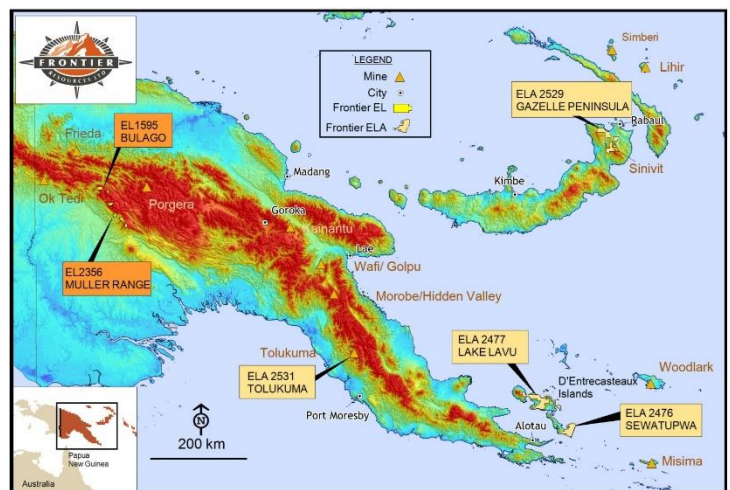 FRONTIER
RESOURCES LTD
LEGEND
Mine
City
Frontier EL
Frontier ELA
Simberi
Lihir
ELA 2529
GAZELLE PENINSULA
Rabaul
Sinivit
Kimbe
Frieda
EL1595
BULAGO
Ok Tedi
Porgera
Madang
Goroka
Kainantu
Lae
Wafi/ Golpu
EL2356
MULLER RANGE
Morobe/Hidden Valley
Tolukuma
ELA 2531
TOLUKUMA
Port Moresby
ELA 2477
LAKE LAVU
D'Entrecasteaux
Islands
Woodlark
Alotau
ELA 2476
SEWATUPWA
Misima
N
200 km
Papua
New Guinea
Australia